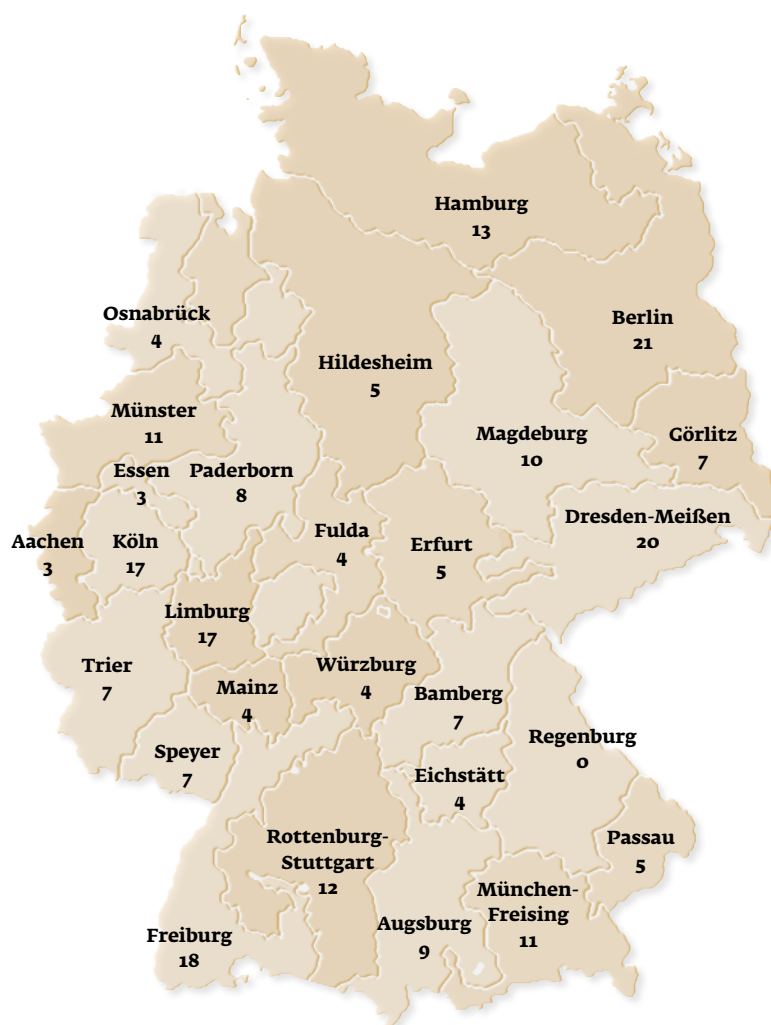 Hamburg
13
Osnabrück
4
Berlin
21
Hildesheim
5
Münster
11
Magdeburg
10
Görlitz
7
Essen
3
Paderborn
8
Dresden-Meißen
20
Aachen
3
Köln
17
Fulda
4
Erfurt
5
Limburg
17
Trier
7
Mainz
4
Würzburg
4
Bamberg
7
Regenburg
0
Speyer
7
Eichstätt
4
Rottenburg-
Stuttgart
12
Passau
5
München-
Freising
11
Freiburg
18
Augsburg
9